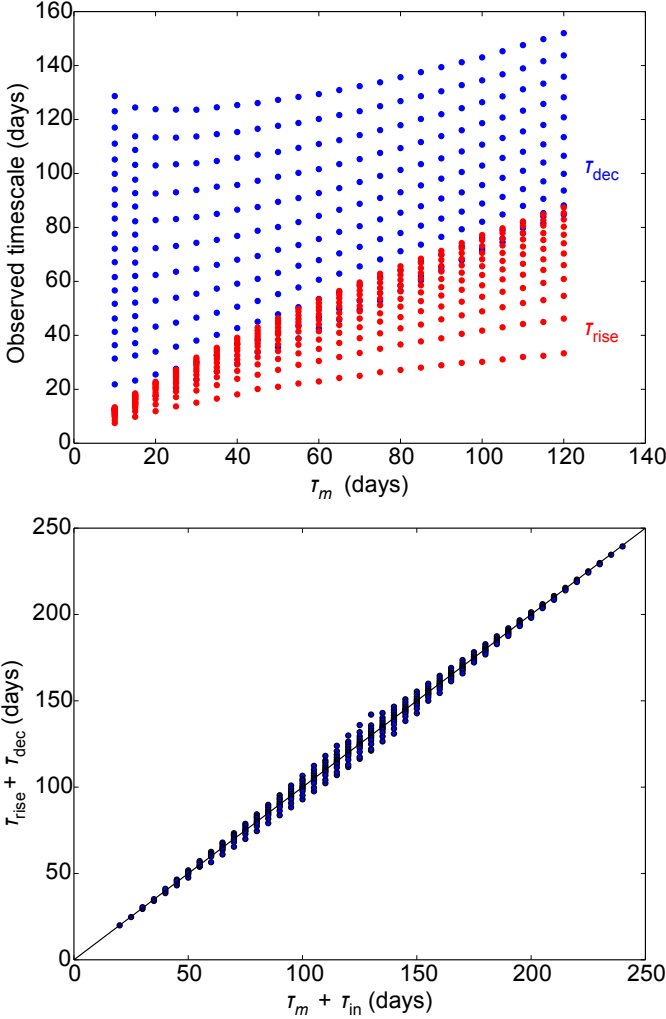 160
140
120
100
80
60
40
20
0
Observed timescale (days)
τdec
τrise
0 20 40 60 80 100 120 140
τm (days)
250
200
150
100
50
0
τrise + τdec (days)
0 50 100 150 200 250
τm + τin (days)